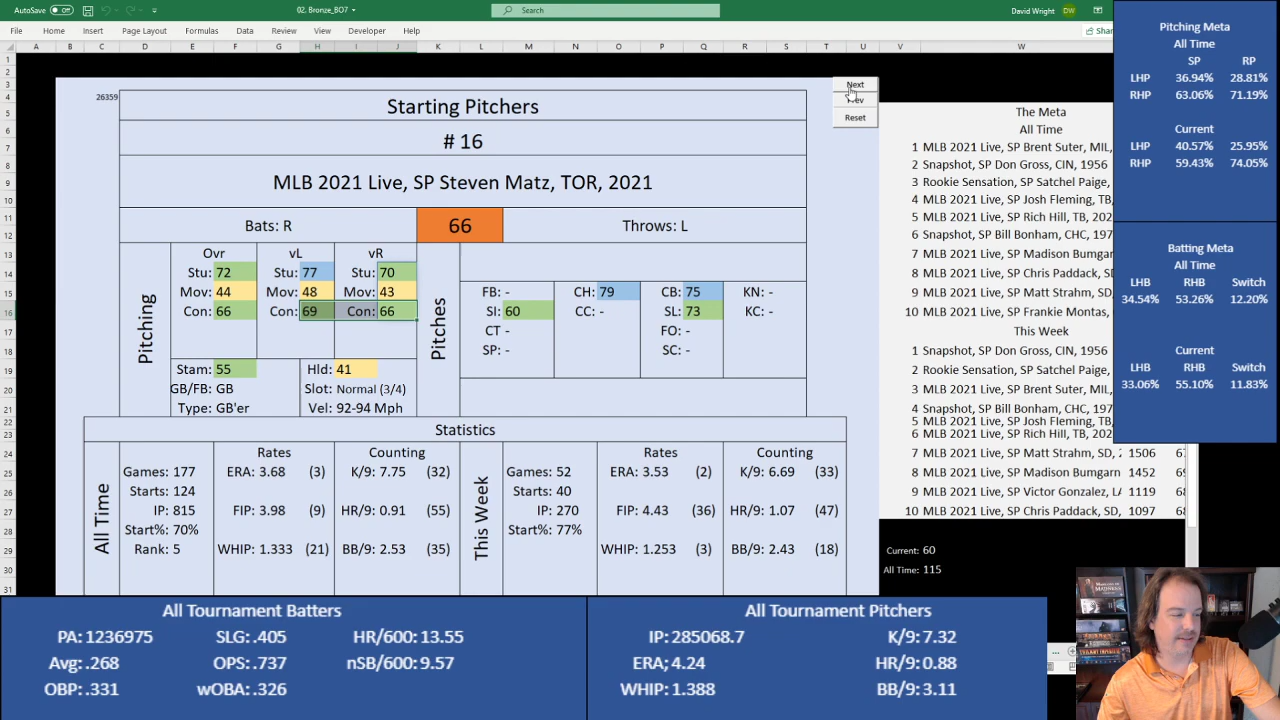 AutoSave Off 02. Bronze_BO7 Search David Wright DW
File Home Insert Page Layout Formulas Data Review View Developer Help Shar
A B C D E F G H I J K L M N O P Q R S T U V W
26359
Starting Pitchers
# 16
MLB 2021 Live, SP Steven Matz, TOR, 2021
Bats: R 66 Throws: L
Next
Prev
Reset
Pitching
Ovr vL vR
Stu: 72 Stu: 77 Stu: 70
Mov: 44 Mov: 48 Mov: 43
Con: 66 Con: 69 Con: 66
Stam: 55 Hld: 41
GB/FB: GB Slot: Normal (3/4)
Type: GB'er Vel: 92-94 Mph
Pitches
FB: - CH: 79 CB: 75 KN: -
SI: 60 CC: - SL: 73 KC: -
CT - FO: -
SP: - SC: -
Statistics
All Time
Rates Counting
Games: 177 ERA: 3.68 (3) K/9: 7.75 (32)
Starts: 124
IP: 815 FIP: 3.98 (9) HR/9: 0.91 (55)
Start%: 70%
Rank: 5 WHIP: 1.333 (21) BB/9: 2.53 (35)
This Week
Rates Counting
Games: 52 ERA: 3.53 (2) K/9: 6.69 (33)
Starts: 40
IP: 270 FIP: 4.43 (36) HR/9: 1.07 (47)
Start%: 77%
WHIP: 1.253 (3) BB/9: 2.43 (18)
The Meta
All Time
1 MLB 2021 Live, SP Brent Suter, MIL,
2 Snapshot, SP Don Gross, CIN, 1956
3 Rookie Sensation, SP Satchel Paige,
4 MLB 2021 Live, SP Josh Fleming, TB,
5 MLB 2021 Live, SP Rich Hill, TB, 202
6 Snapshot, SP Bill Bonham, CHC, 197
7 MLB 2021 Live, SP Madison Bumgar
8 MLB 2021 Live, SP Chris Paddack, SD
9 MLB 2021 Live, SP Matt Strahm, SD,
10 MLB 2021 Live, SP Frankie Montas,
This Week
1 Snapshot, SP Don Gross, CIN, 1956
2 Rookie Sensation, SP Satchel Paige,
3 MLB 2021 Live, SP Brent Suter, MIL,
4 Snapshot, SP Bill Bonham, CHC, 197
5 MLB 2021 Live, SP Josh Fleming, TB,
6 MLB 2021 Live, SP Rich Hill, TB, 202
7 MLB 2021 Live, SP Matt Strahm, SD, 1506
8 MLB 2021 Live, SP Madison Bumgarn 1452
9 MLB 2021 Live, SP Victor Gonzalez, LA 1119
10 MLB 2021 Live, SP Chris Paddack, SD, 1097
Current: 60
All Time: 115
Pitching Meta
All Time
SP RP
LHP 36.94% 28.81%
RHP 63.06% 71.19%
Current
LHP 40.57% 25.95%
RHP 59.43% 74.05%
Batting Meta
All Time
LHB RHB Switch
34.54% 53.26% 12.20%
Current
LHB RHB Switch
33.06% 55.10% 11.83%
All Tournament Batters
PA: 1236975 SLG: .405 HR/600: 13.55
Avg: .268 OPS: .737 nSB/600: 9.57
OBP: .331 wOBA: .326
All Tournament Pitchers
IP: 285068.7 K/9: 7.32
ERA; 4.24 HR/9: 0.88
WHIP: 1.388 BB/9: 3.11